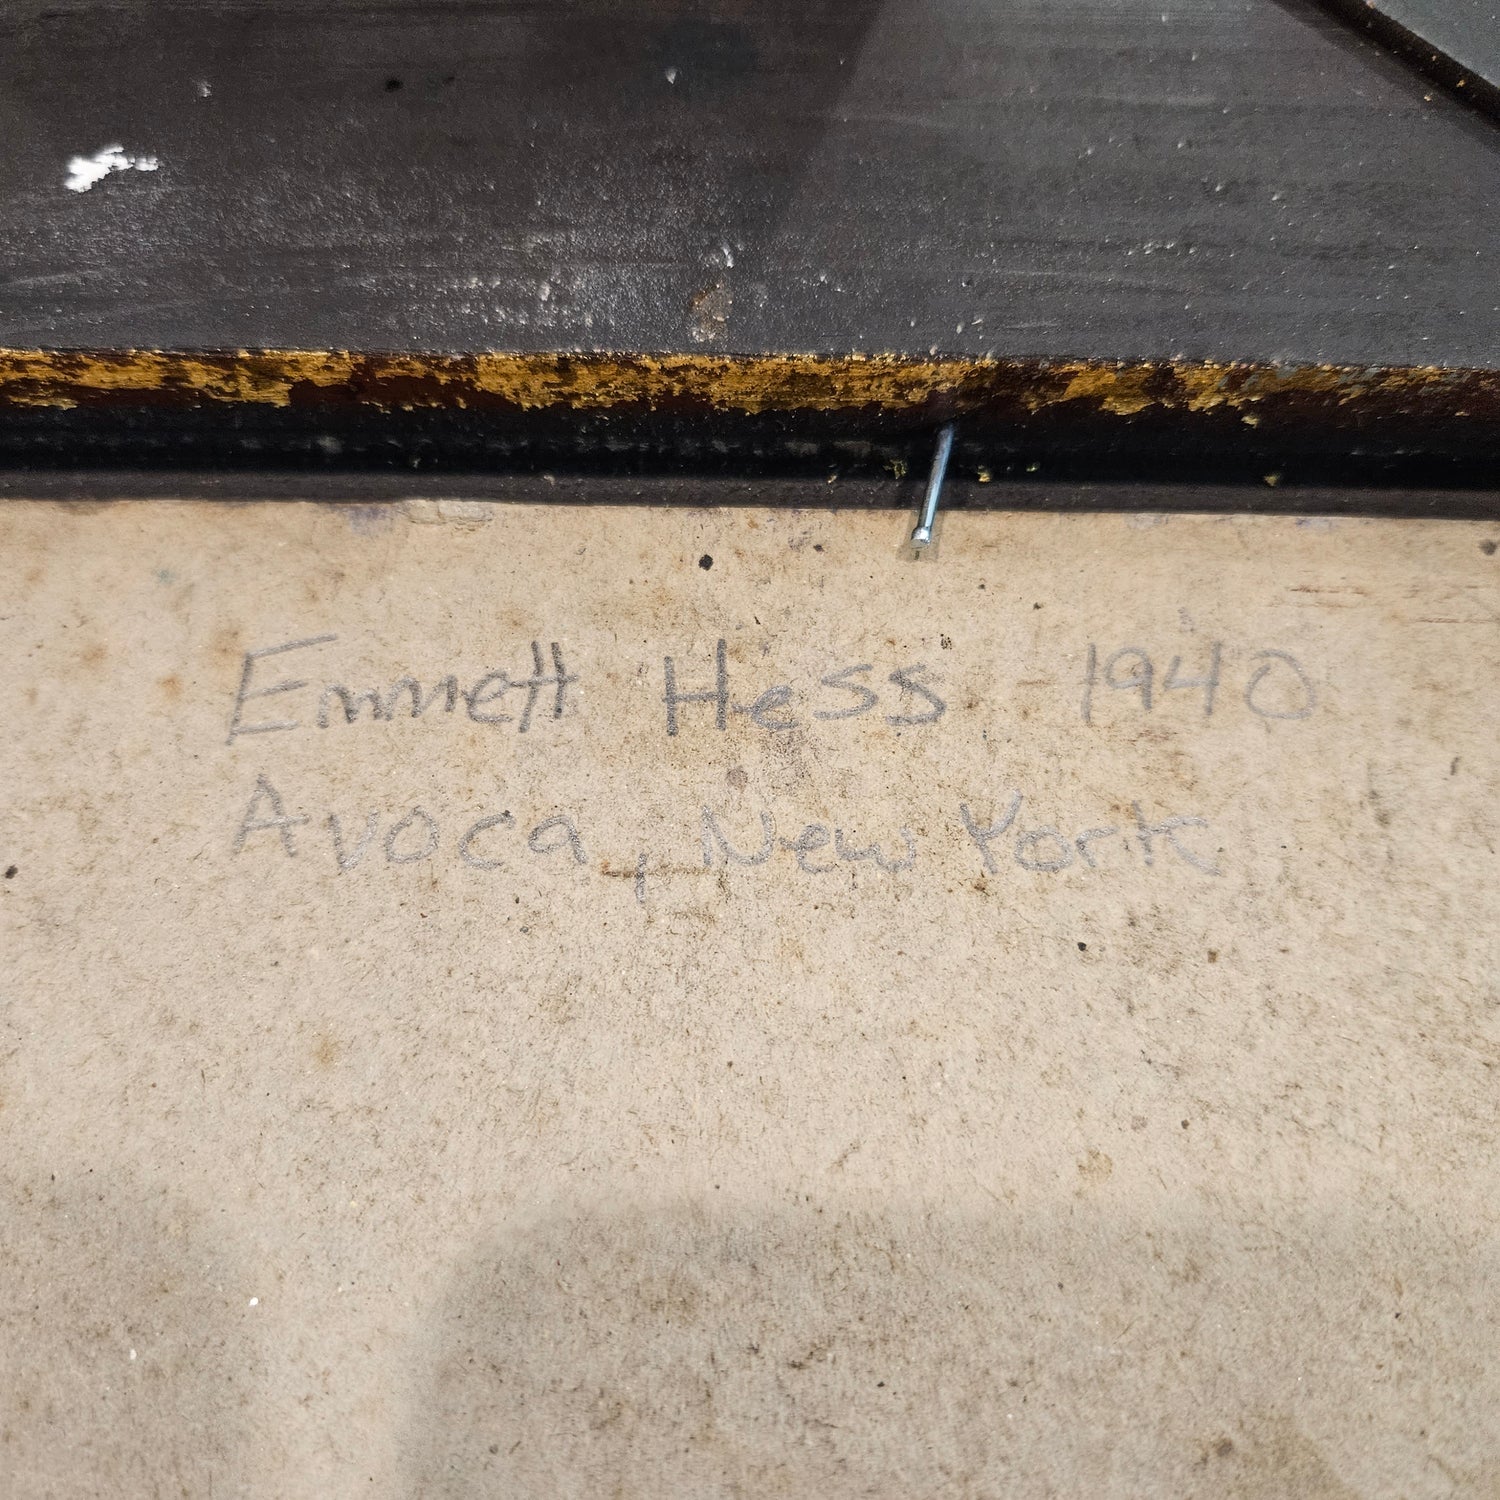 Emmett Hess - 1940
Avoca, New York